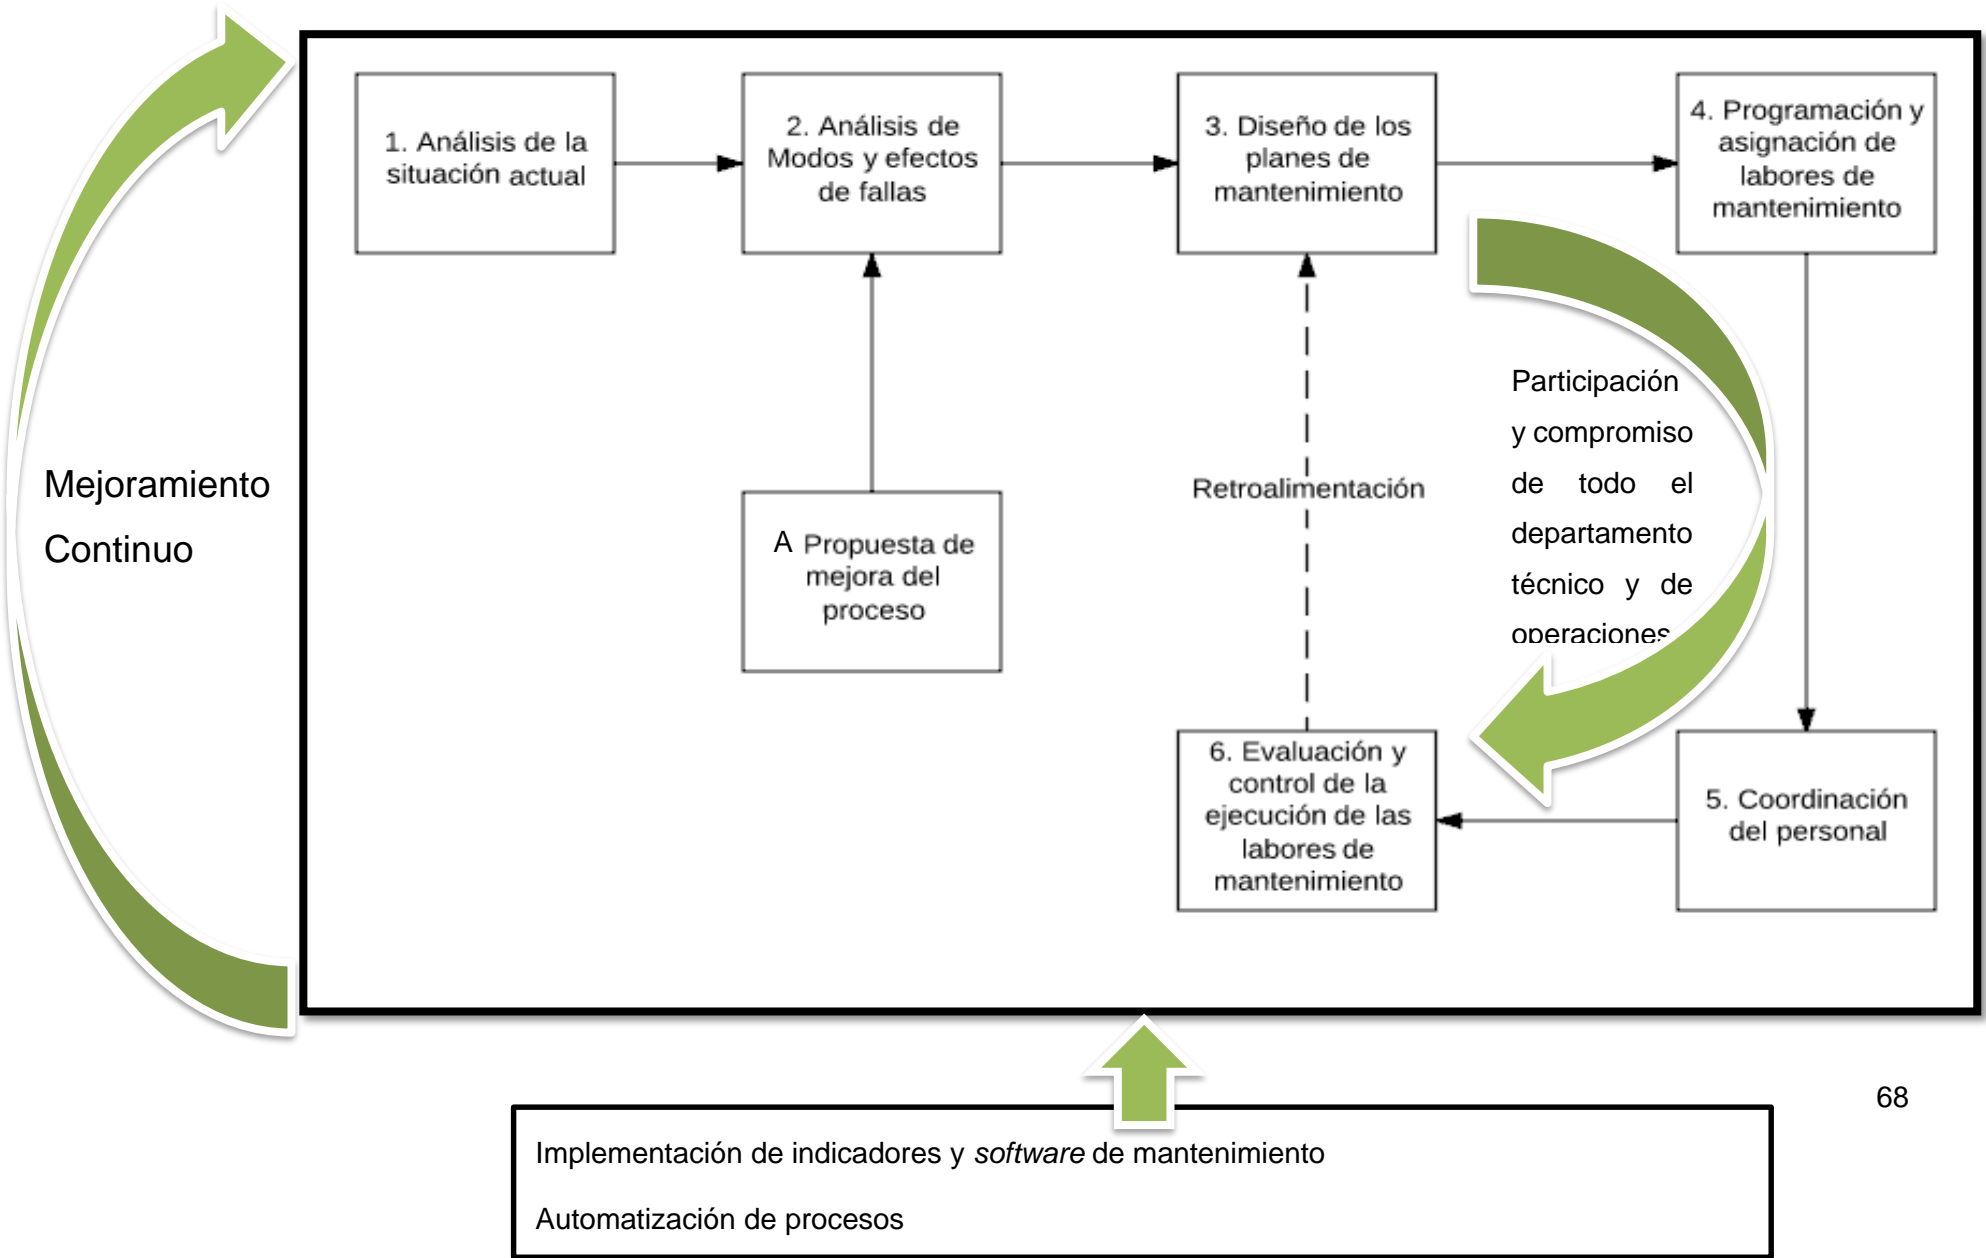 1. Análisis de la
situación actual
2. Análisis de
Modos y efectos
de fallas
3. Diseño de los
planes de
mantenimiento
4. Programación y
asignación de
labores de
mantenimiento
Mejoramiento
Continuo
A Propuesta de
mejora del
proceso
Retroalimentación
Participación
y compromiso
de todo el
departamento
técnico y de
operaciones
6. Evaluación y
control de la
ejecución de las
labores de
mantenimiento
5. Coordinación
del personal
68
Implementación de indicadores y software de mantenimiento
Automatización de procesos